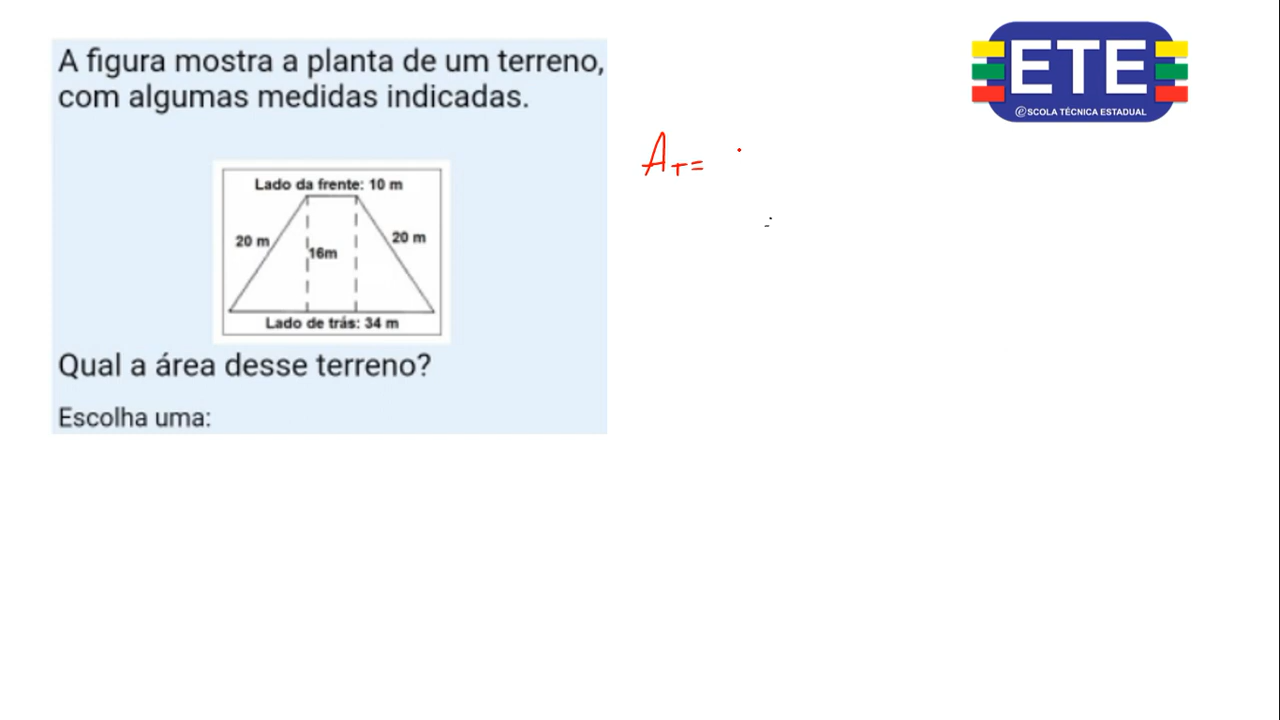 A figura mostra a planta de um terreno,
com algumas medidas indicadas.
Lado da frente: 10 m
20 m
20 m
16m
Lado de trás: 34 m
Qual a área desse terreno?
Escolha uma:
AT=
ETE
eSCOLA TÉCNICA ESTADUAL